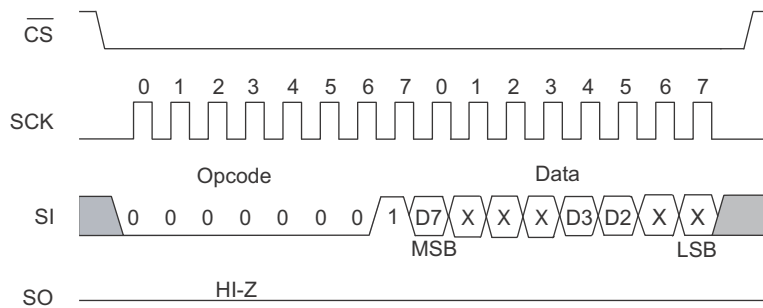 CS
0 1 2 3 4 5 6 7 0 1 2 3 4 5 6 7
SCK
Opcode Data
SI 0 0 0 0 0 0 0 1 D7 X X X D3 D2 X X
MSB LSB
HI-Z
SO